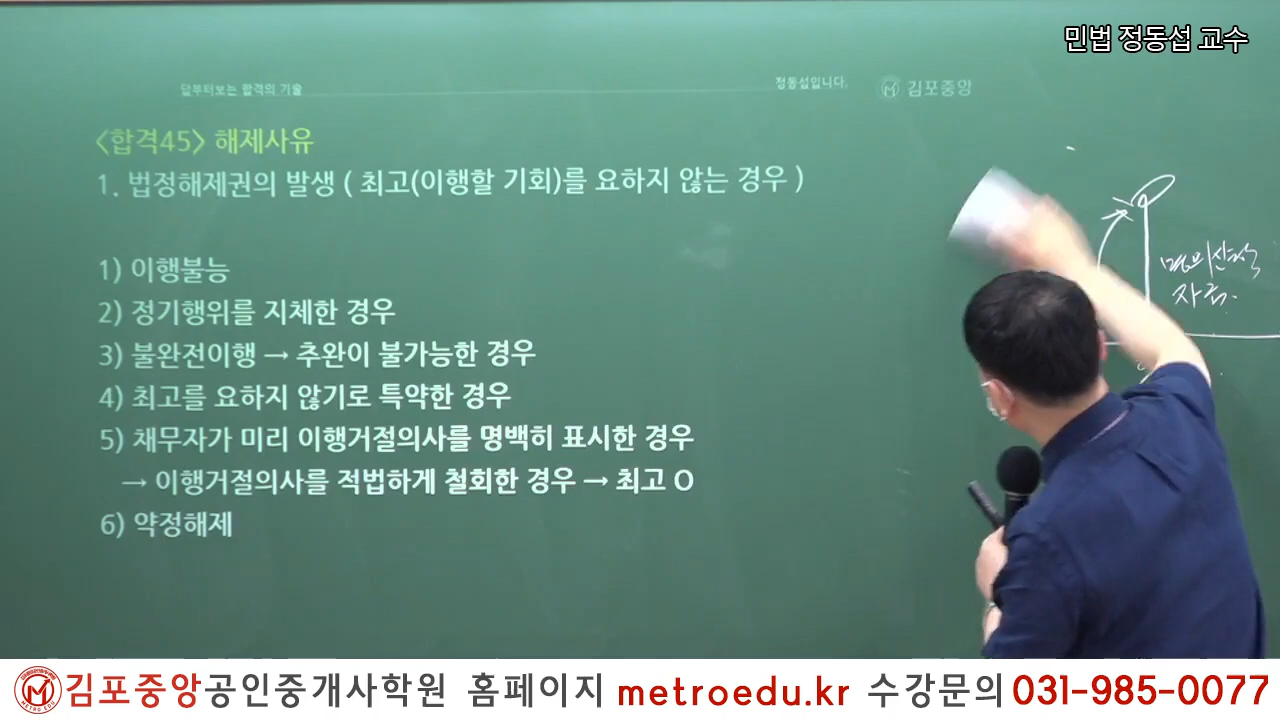 민법 정동섭 교수
답부터보는 합격의 기술
정동섭입니다.
김포중앙
<합격45> 해제사유
1. 법정해제권의 발생 ( 최고(이행할 기회)를 요하지 않는 경우 )
1) 이행불능
2) 정기행위를 지체한 경우
3) 불완전이행 → 추완이 불가능한 경우
4) 최고를 요하지 않기로 특약한 경우
5) 채무자가 미리 이행거절의사를 명백히 표시한 경우
→ 이행거절의사를 적법하게 철회한 경우 → 최고 O
6) 약정해제
김포중앙공인중개사학원 홈페이지 metroedu.kr 수강문의 031-985-0077